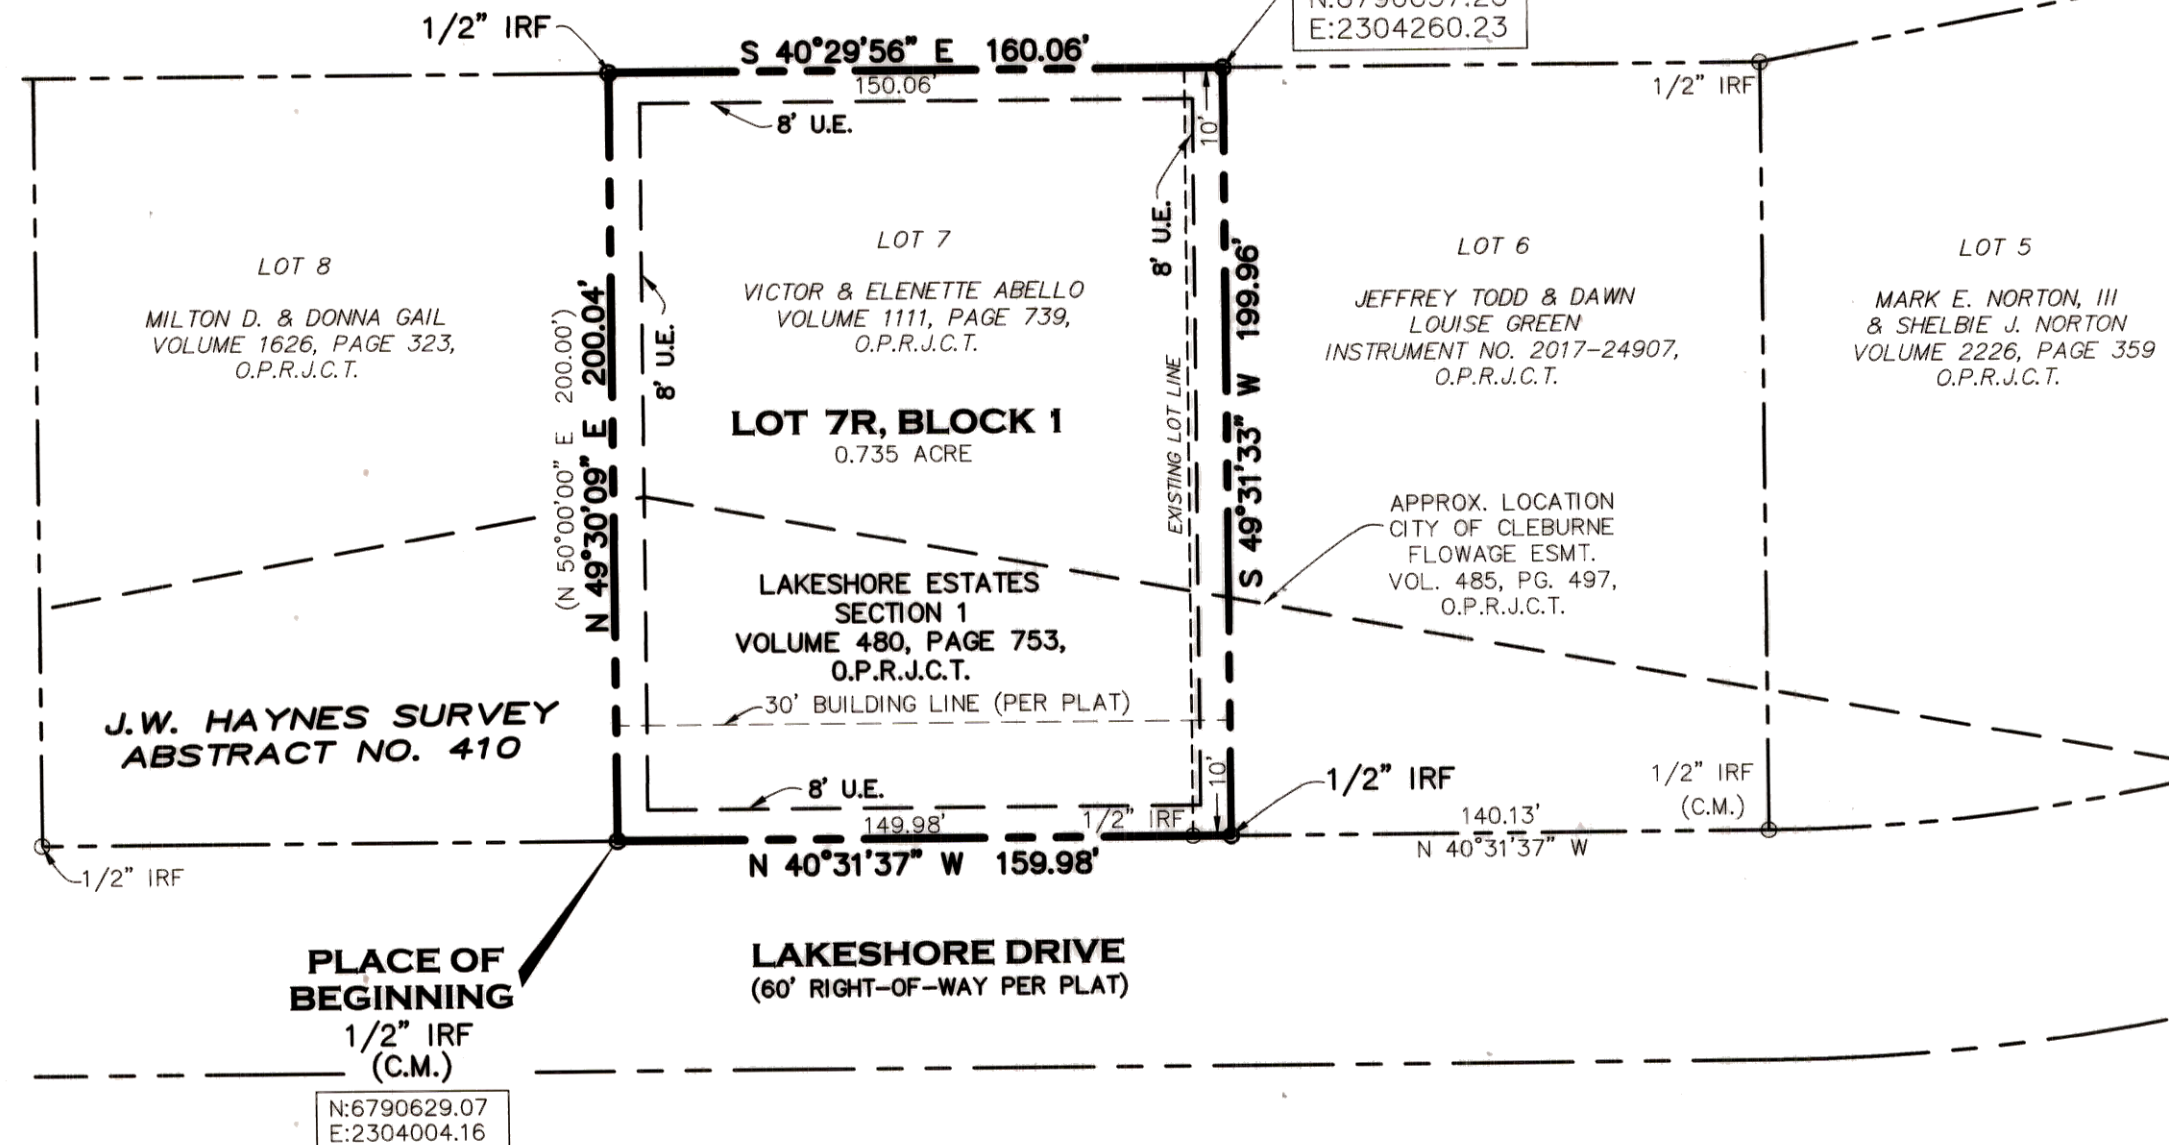 1/2" IRF
S 40°29'56" E 160.06'
150.06'
E:2304260.23
1/2" IRF
8' U.E.
10'
8' U.E.
LOT 8
MILTON D. & DONNA GAIL
VOLUME 1626, PAGE 323,
O.P.R.J.C.T.
(N 50°00'00" E 200.00')
N 49°30'09" E 200.04'
8' U.E.
LOT 7
VICTOR & ELENETTE ABELLO
VOLUME 1111, PAGE 739,
O.P.R.J.C.T.
LOT 7R, BLOCK 1
0.735 ACRE
EXISTING LOT LINE
S 49°31'33" W 199.96'
LOT 6
JEFFREY TODD & DAWN
LOUISE GREEN
INSTRUMENT NO. 2017-24907,
O.P.R.J.C.T.
LOT 5
MARK E. NORTON, III
& SHELBIE J. NORTON
VOLUME 2226, PAGE 359
O.P.R.J.C.T.
APPROX. LOCATION
CITY OF CLEBURNE
FLOWAGE ESMT.
VOL. 485, PG. 497,
O.P.R.J.C.T.
LAKESHORE ESTATES
SECTION 1
VOLUME 480, PAGE 753,
O.P.R.J.C.T.
30' BUILDING LINE (PER PLAT)
J.W. HAYNES SURVEY
ABSTRACT NO. 410
8' U.E.
10'
1/2" IRF
1/2" IRF
(C.M.)
149.98'
1/2" IRF
140.13'
N 40°31'37" W
N 40°31'37" W 159.98'
1/2" IRF
PLACE OF
BEGINNING
1/2" IRF
(C.M.)
LAKESHORE DRIVE
(60' RIGHT-OF-WAY PER PLAT)
N:6790629.07
E:2304004.16